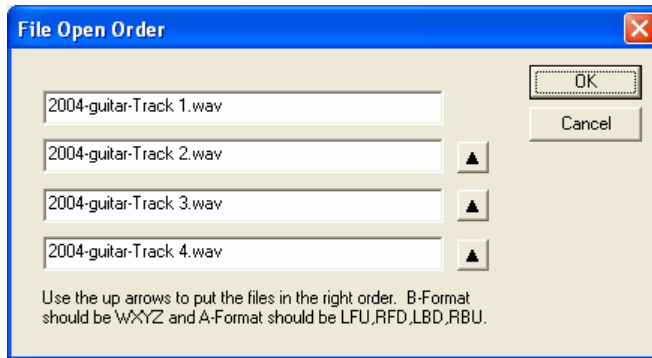 File Open Order
2004-guitar-Track 1.wav
OK
Cancel
2004-guitar-Track 2.wav
2004-guitar-Track 3.wav
2004-guitar-Track 4.wav
Use the up arrows to put the files in the right order. B-Format
should be WXYZ and A-Format should be LFU,RFD,LBD,RBU.